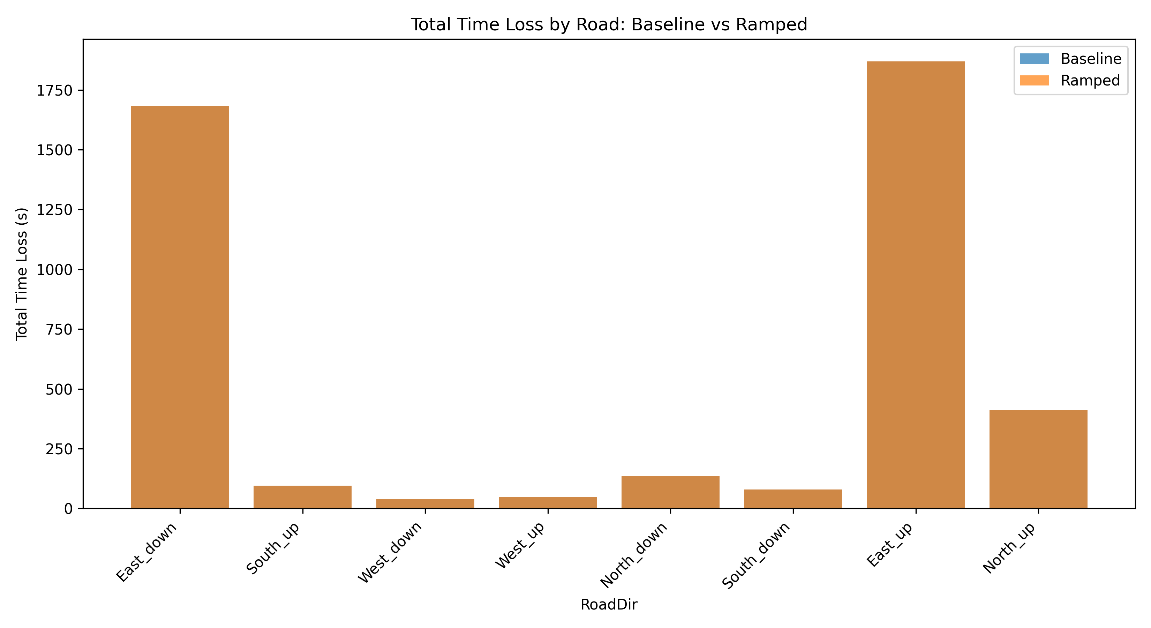 Total Time Loss by Road: Baseline vs Ramped
Baseline
Ramped
Total Time Loss (s)
1750
1500
1250
1000
750
500
250
0
East_down
South_up
West_down
West_up
North_down
South_down
East_up
North_up
RoadDir